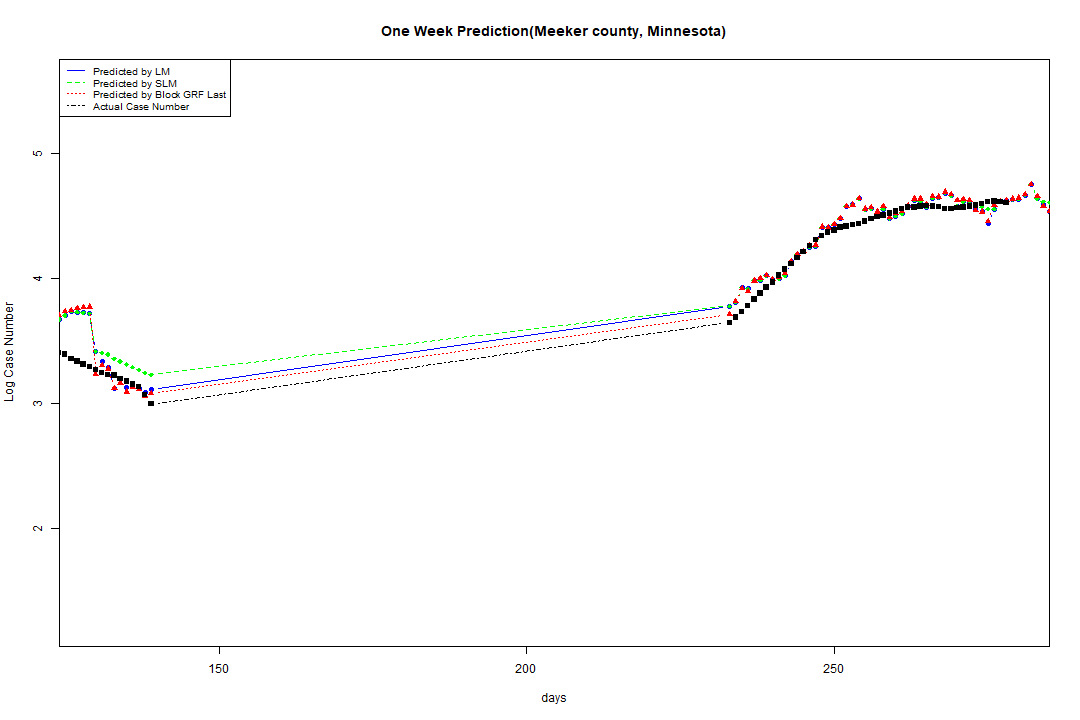 One Week Prediction(Meeker county, Minnesota)
Predicted by LM
Predicted by SLM
Predicted by Block GRF Last
Actual Case Number
5
4
3
2
Log Case Number
150
200
250
days